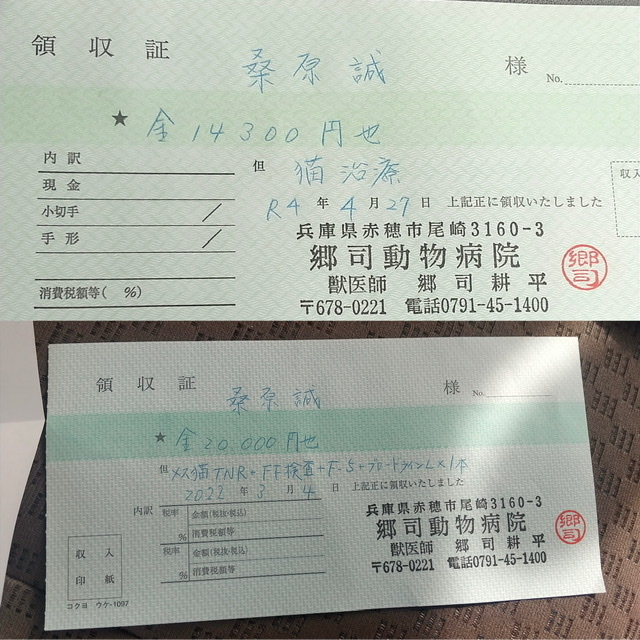 領収証
桑原誠 様
No.
★ 金14300円也
但 猫治療
R4年4月27日 上記正に領収いたしました
内訳
現金
小切手 /
手形 /
消費税額等( %)
収入
兵庫県赤穂市尾崎3160-3
郷司動物病院
獣医師 郷司耕平
〒678-0221 電話0791-45-1400
郷司
領収証
桑原誠 様
No.
★ 金20,000円也
但 メス猫TNR+FF検査+F-5+ブロードラインL×1本
2022年3月4日 上記正に領収いたしました
内訳
税率 金額(税抜・税込)
% 消費税額等
税率 金額(税抜・税込)
% 消費税額等
収入
印紙
コクヨ ウケ-1097
兵庫県赤穂市尾崎3160-3
郷司動物病院
獣医師 郷司耕平
〒678-0221 電話0791-45-1400
郷司